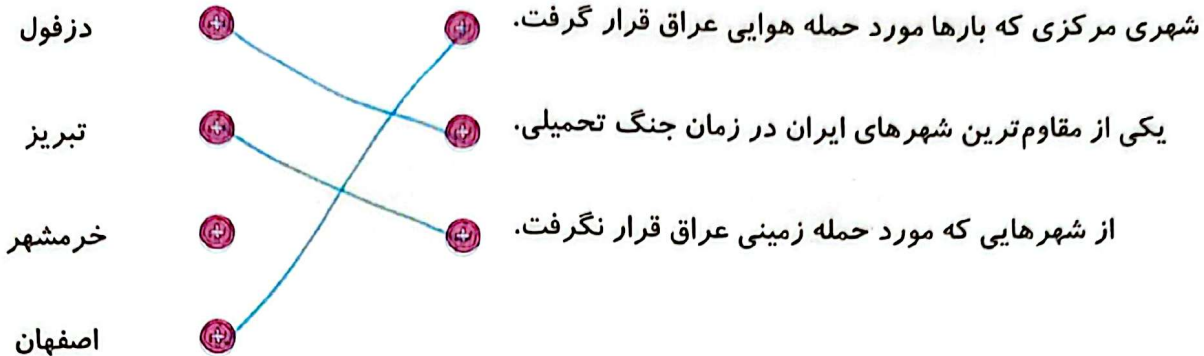 شهری مرکزی که بارها مورد حمله هوایی عراق قرار گرفت.
دزفول
یکی از مقاوم‌ترین شهرهای ایران در زمان جنگ تحمیلی.
تبریز
از شهرهایی که مورد حمله زمینی عراق قرار نگرفت.
خرمشهر
اصفهان